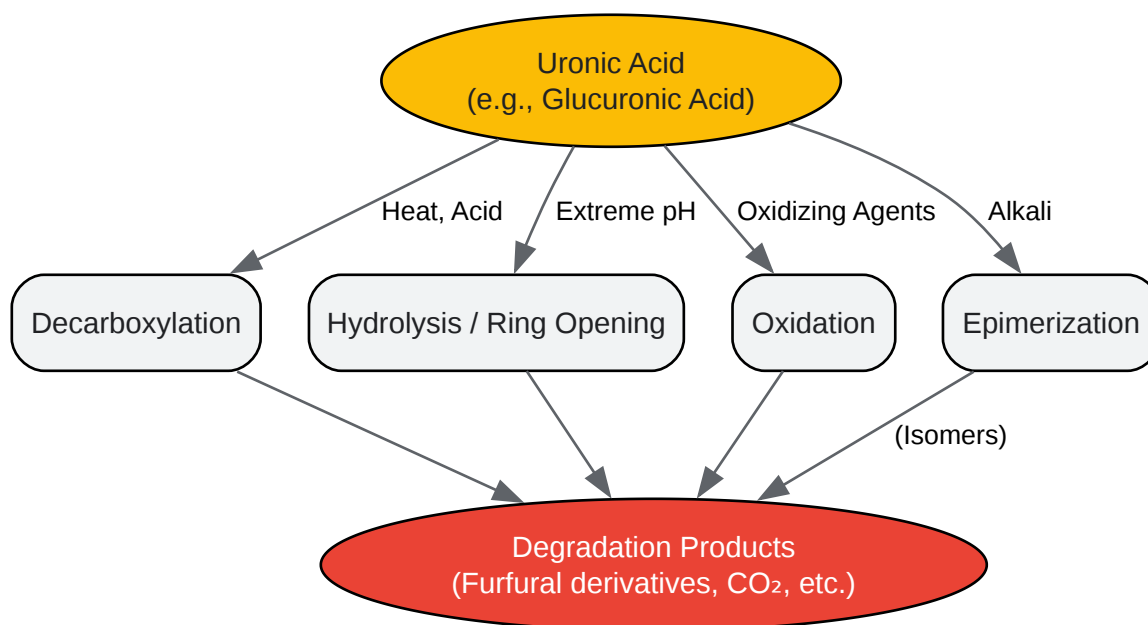 Uronic Acid
(e.g., Glucuronic Acid)
Heat, Acid
Extreme pH
Oxidizing Agents
Alkali
Decarboxylation
Hydrolysis / Ring Opening
Oxidation
Epimerization
(Isomers)
Degradation Products
(Furfural derivatives, CO₂, etc.)